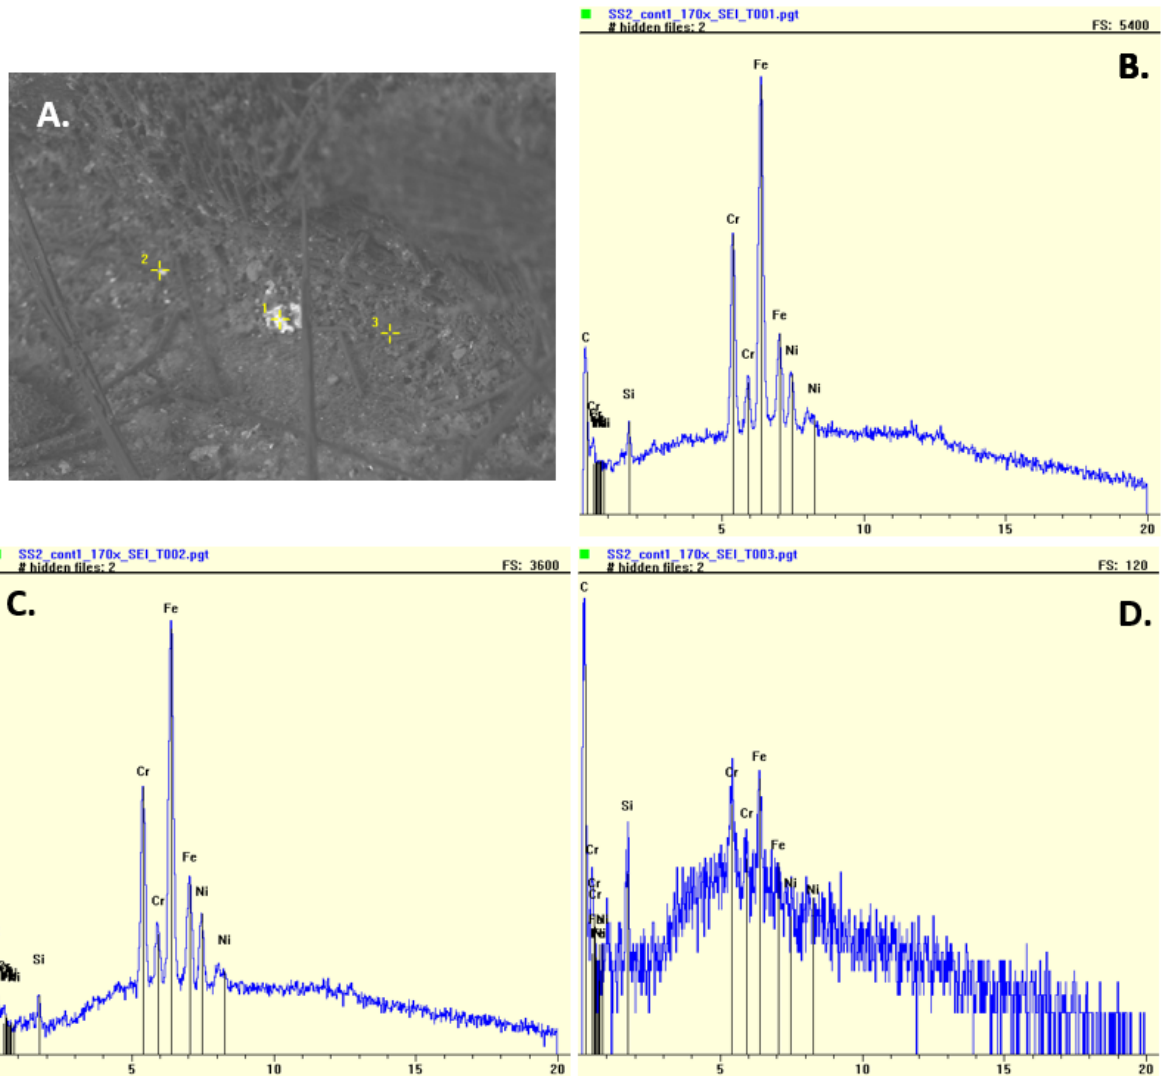 A.
2
1
3
SS2_cont1_170x_SEI_T001.pgt
# hidden files: 2
FS: 5400
B.
Fe
Cr
C
Fe
Cr
Ni
Si
Ni
Cr
5
10
15
20
SS2_cont1_170x_SEI_T002.pgt
# hidden files: 2
FS: 3600
C.
Fe
Cr
Fe
Cr
Ni
Si
Ni
5
10
15
20
SS2_cont1_170x_SEI_T003.pgt
# hidden files: 2
FS: 120
D.
C
Fe
Cr
Si
Cr
Fe
Cr
Ni
Ni
Cr
Cr
5
10
15
20